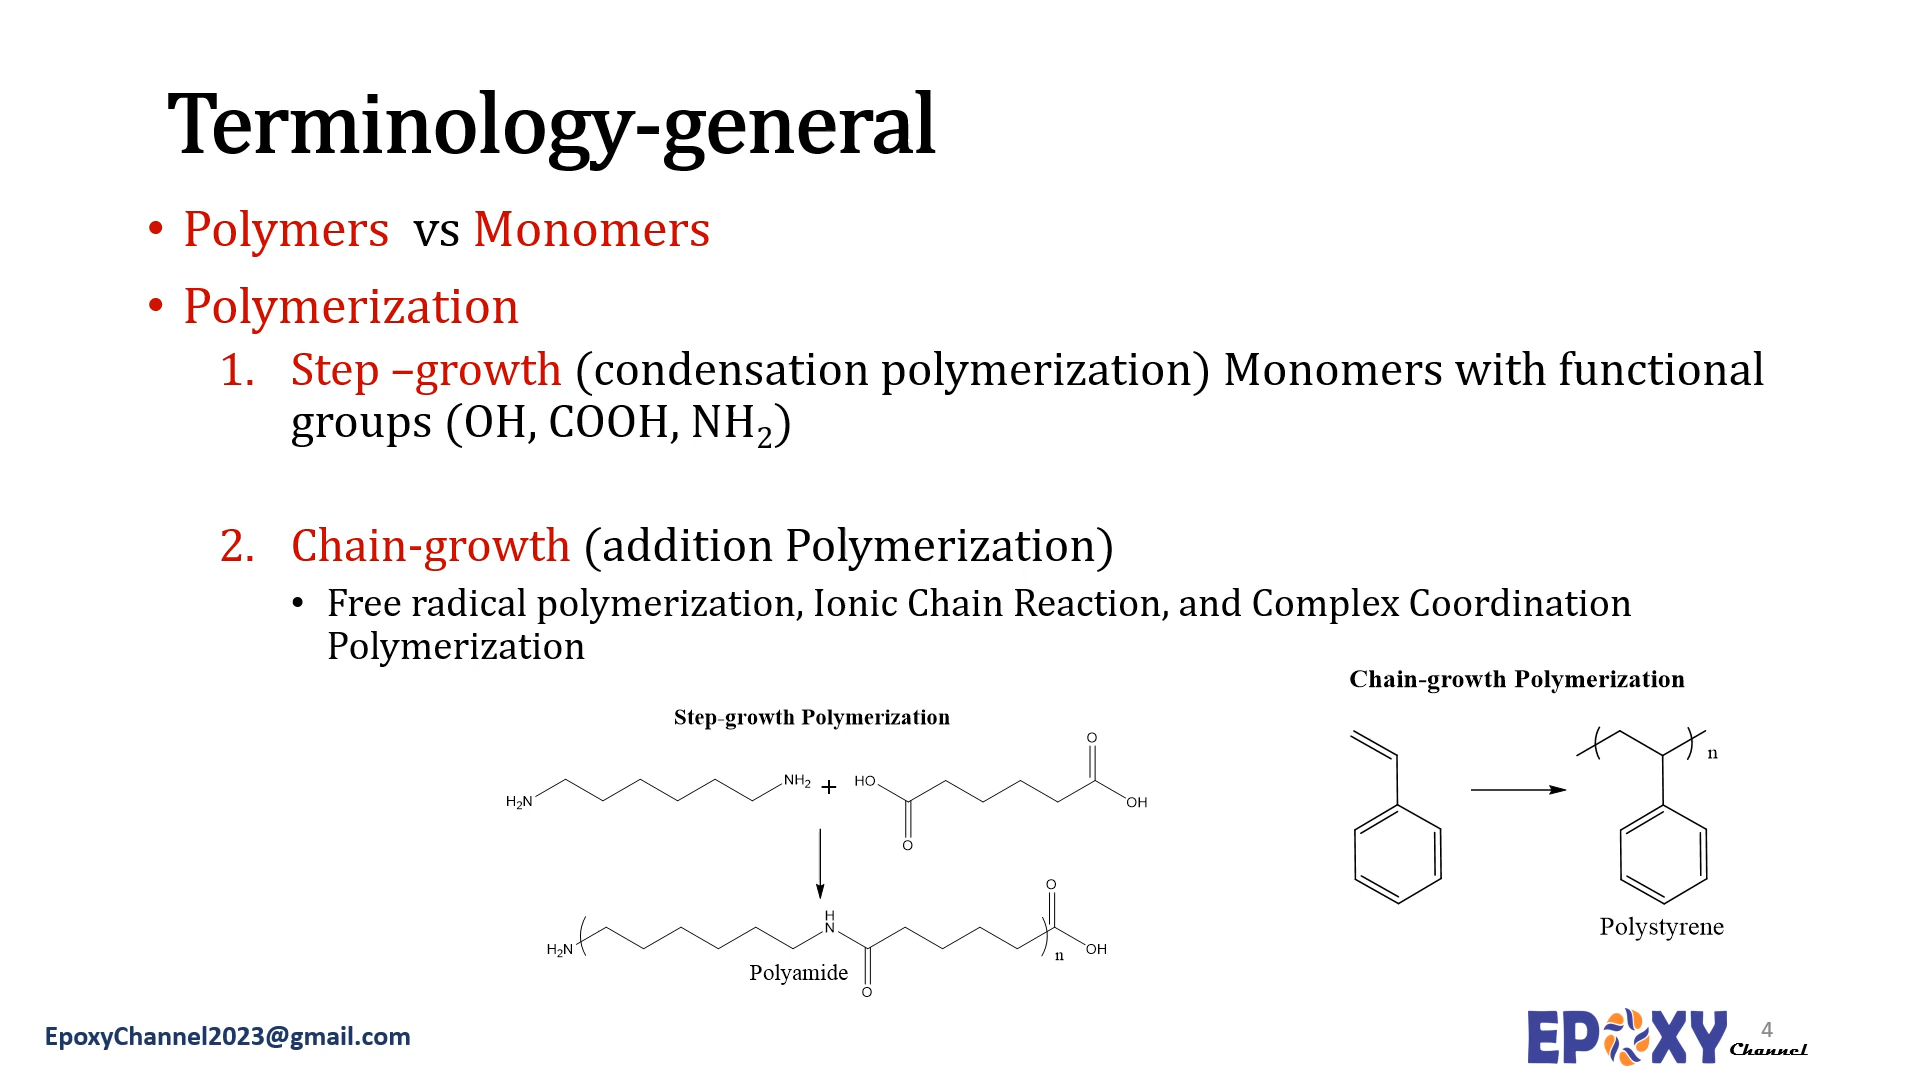 Terminology-general
• Polymers vs Monomers
• Polymerization
1. Step –growth (condensation polymerization) Monomers with functional
groups (OH, COOH, NH₂)
2. Chain-growth (addition Polymerization)
• Free radical polymerization, Ionic Chain Reaction, and Complex Coordination
Polymerization
Step-growth Polymerization
H₂N
NH₂
+
HO
O
O
OH
H₂N
H
N
O
O
OH
n
Polyamide
Chain-growth Polymerization
n
Polystyrene
EpoxyChannel2023@gmail.com
EPOXY
Channel
4